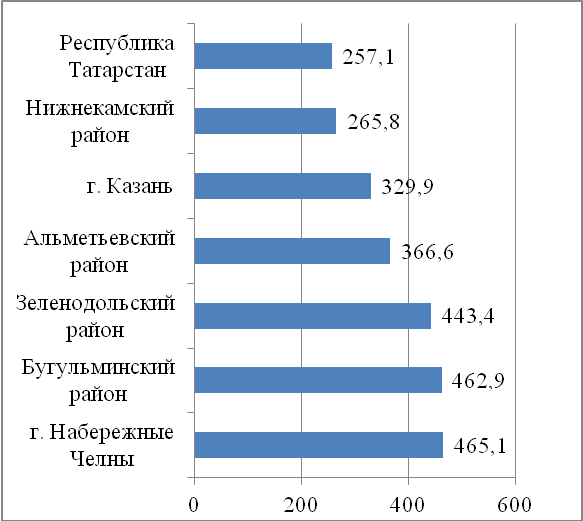 Республика
Татарстан
257,1
Нижнекамский
район
265,8
г. Казань
329,9
Альметьевский
район
366,6
Зеленодольский
район
443,4
Бугульминский
район
462,9
г. Набережные
Челны
465,1
0 200 400 600